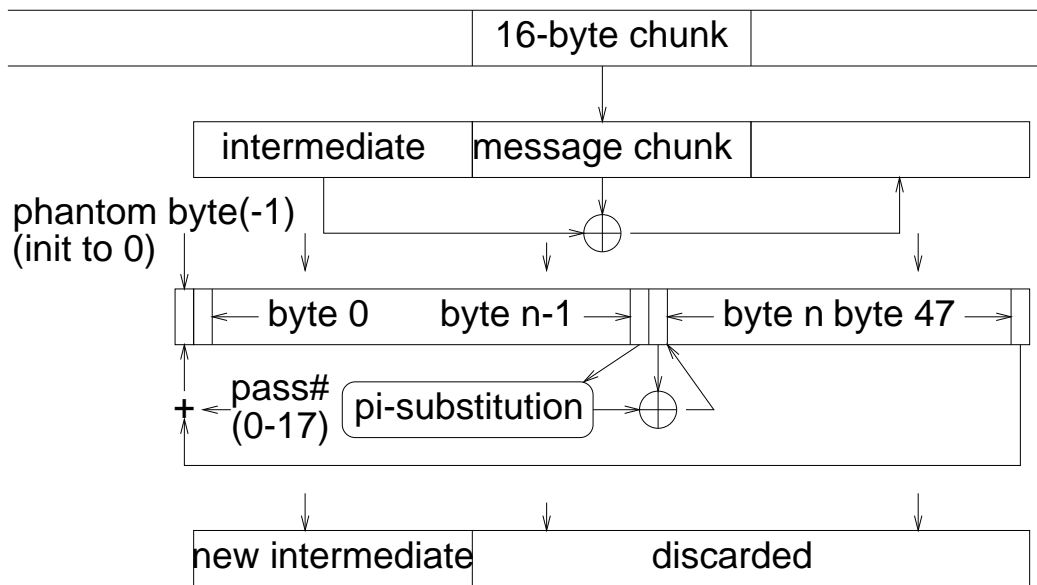 16-byte chunk
intermediate
message chunk
phantom byte(-1)
(init to 0)
byte 0
byte n-1
byte n
byte 47
+
pass#
(0-17)
pi-substitution
new intermediate
discarded